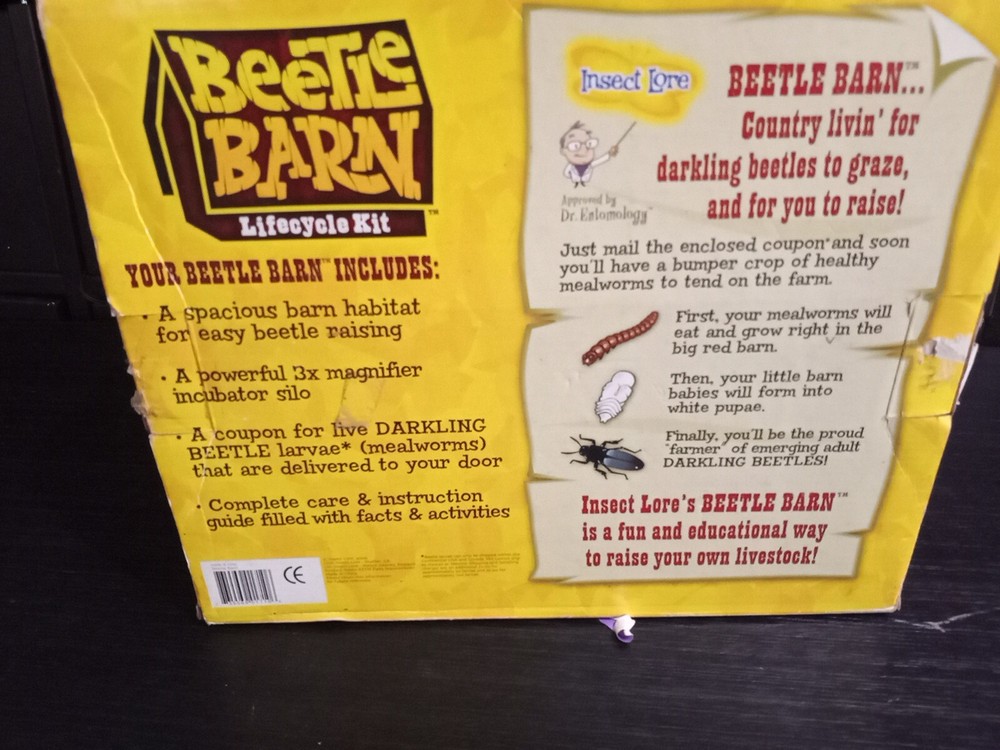 BEETLE
BARN
Lifecycle Kit ™
YOUR BEETLE BARN™ INCLUDES:
• A spacious barn habitat
for easy beetle raising
• A powerful 3x magnifier
incubator silo
• A coupon for live DARKLING
BEETLE larvae* (mealworms)
that are delivered to your door
• Complete care & instruction
guide filled with facts & activities
CE
Insect Lore
Approved by
Dr. Entomology
BEETLE BARN™...
Country livin' for
darkling beetles to graze,
and for you to raise!
Just mail the enclosed coupon* and soon
you'll have a bumper crop of healthy
mealworms to tend on the farm.
First, your mealworms will
eat and grow right in the
big red barn.
Then, your little barn
babies will form into
white pupae.
Finally, you'll be the proud
"farmer" of emerging adult
DARKLING BEETLES!
Insect Lore's BEETLE BARN™
is a fun and educational way
to raise your own livestock!